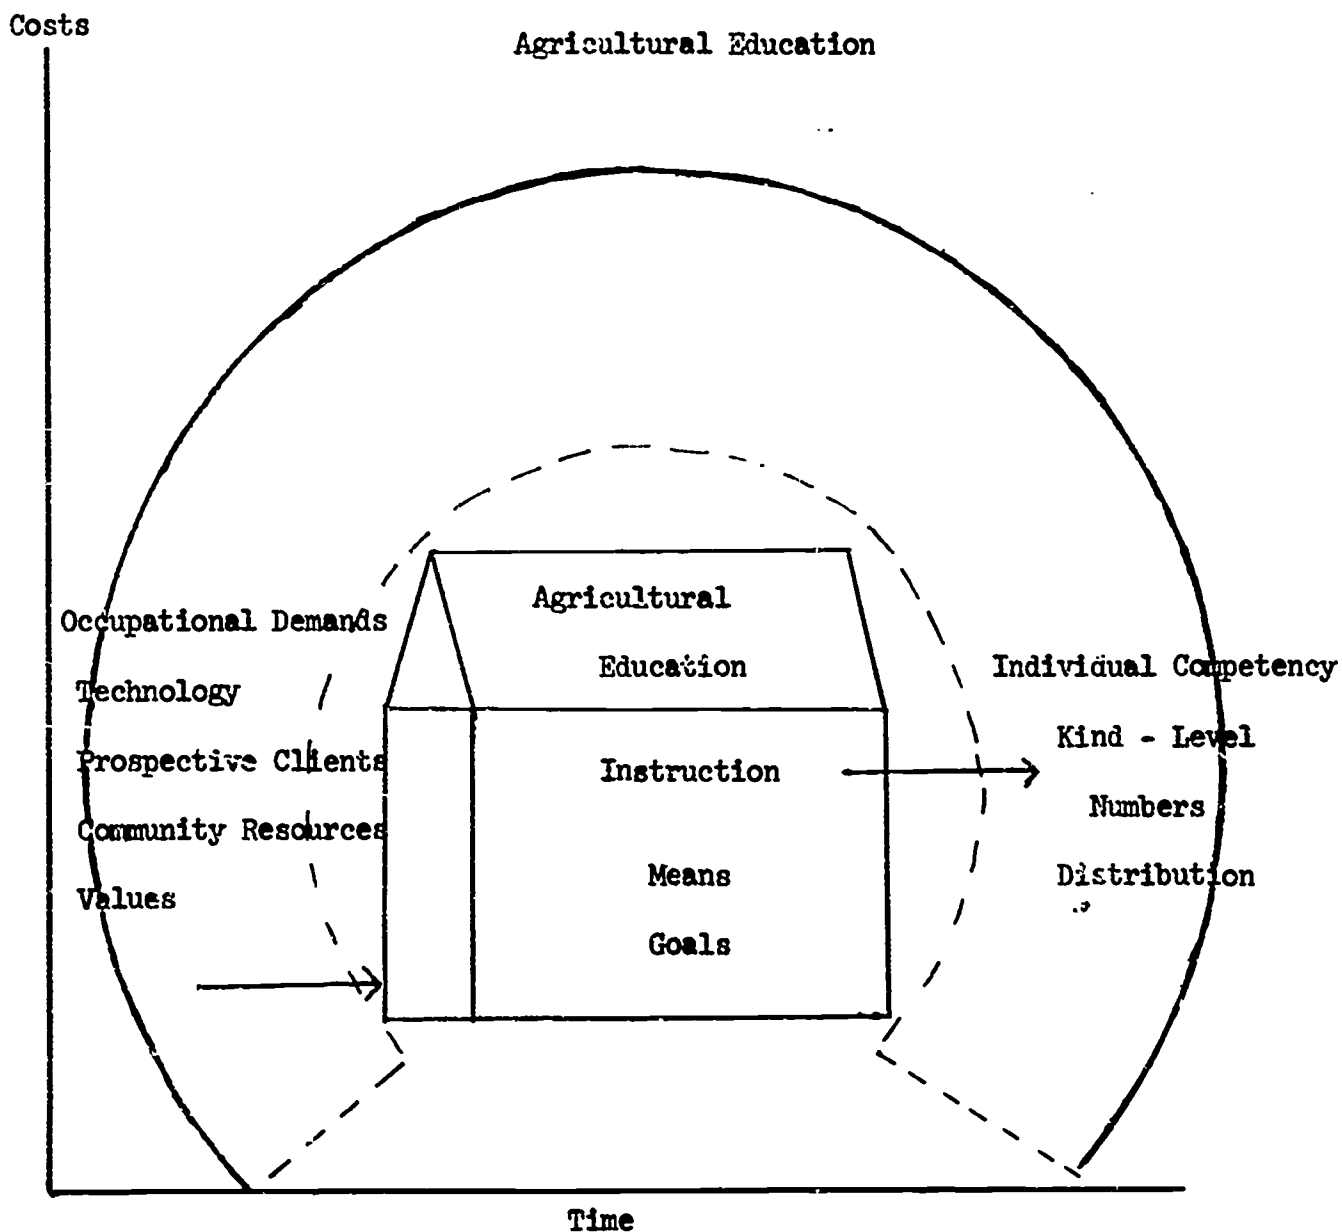 Costs
Agricultural Education
Occupational Demands
Technology
Prospective Clients
Community Resources
Values
Agricultural
Education
Instruction
Means
Goals
Individual Competency
Kind - Level
Numbers
Distribution
Time